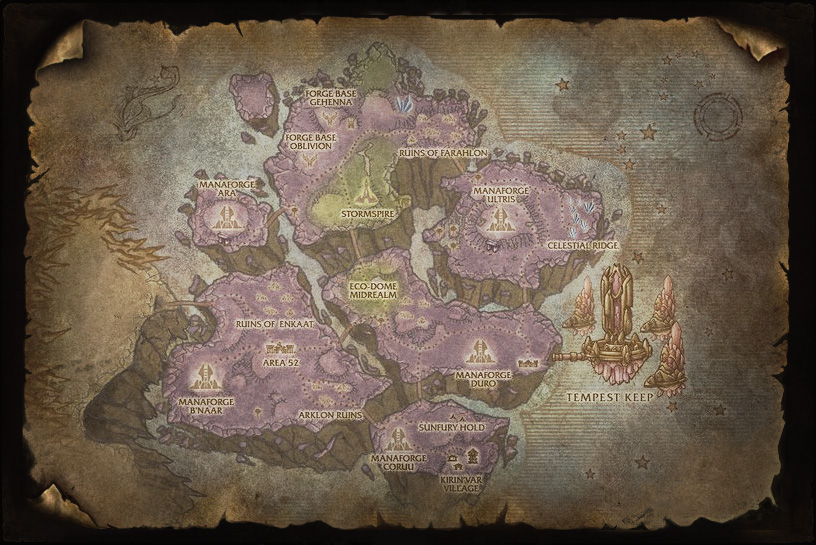 FORGE BASE
GEHENNA
FORGE BASE
OBLIVION
RUINS OF FARAHLON
MANAFORGE
ARA
MANAFORGE
ULTRIS
STORMSPIRE
CELESTIAL RIDGE
ECO-DOME
MIDREALM
RUINS OF ENKAAT
AREA 52
MANAFORGE
DURO
TEMPEST KEEP
MANAFORGE
B'NAAR
ARKLON RUINS
SUNFURY HOLD
MANAFORGE
CORUU
KIRIN'VAR
VILLAGE